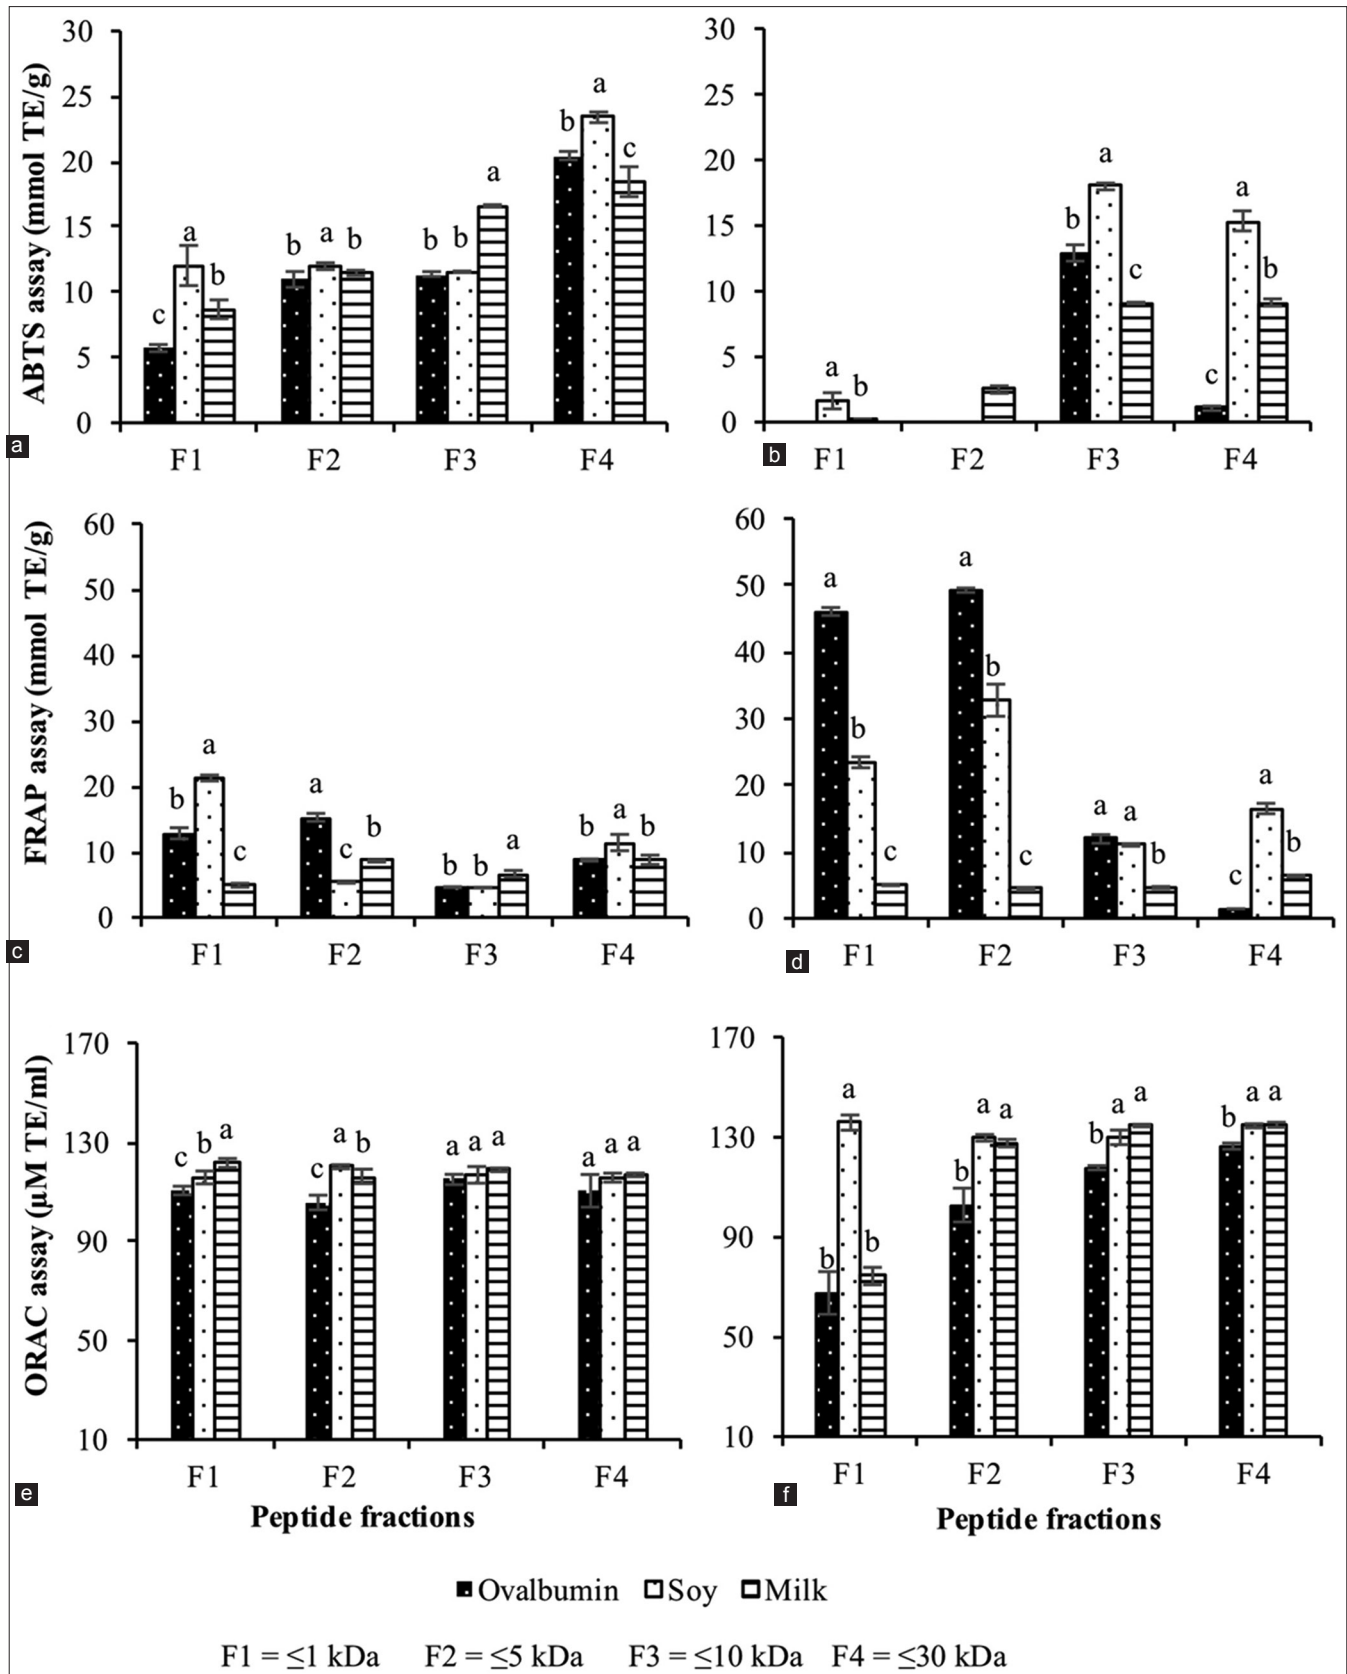 ABTS assay (mmol TE/g)
30
25
20
15
10
5
0
c a b
b a b
b b a
b a c
F1 F2 F3 F4
a
30
25
20
15
10
5
0
a b
b a c
c a b
F1 F2 F3 F4
b
FRAP assay (mmol TE/g)
60
50
40
30
20
10
0
b a c
a c b
b b a
b a b
F1 F2 F3 F4
c
60
50
40
30
20
10
0
a b c
a b c
a a b
c a b
F1 F2 F3 F4
d
ORAC assay (µM TE/ml)
170
130
90
50
10
c b a
c a b
a a a
a a a
F1 F2 F3 F4
e
Peptide fractions
170
130
90
50
10
b a b
b a a
b a a
b a a
F1 F2 F3 F4
f
Peptide fractions
Ovalbumin Soy Milk
F1 = ≤1 kDa F2 = ≤5 kDa F3 = ≤10 kDa F4 = ≤30 kDa